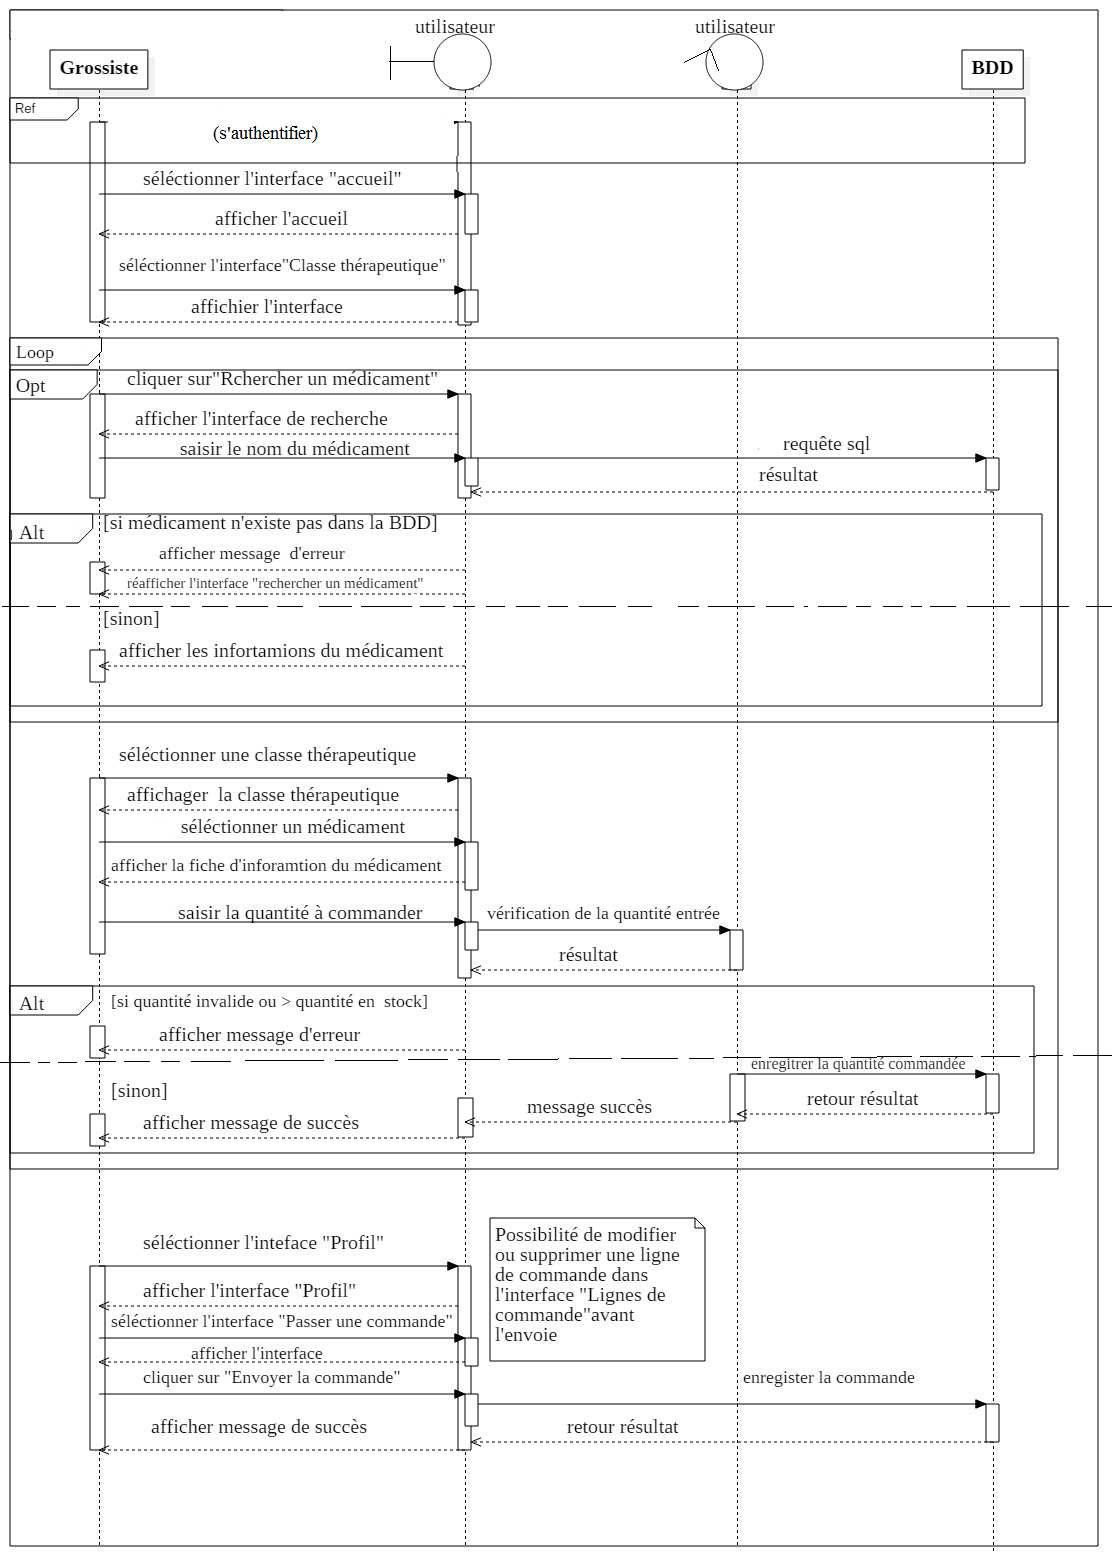 utilisateur
utilisateur
Grossiste
BDD
Ref
(s'authentifier)
séléctionner l'interface "accueil"
afficher l'accueil
séléctionner l'interface"Classe thérapeutique"
affichier l'interface
Loop
Opt
cliquer sur"Rchercher un médicament"
afficher l'interface de recherche
saisir le nom du médicament
requête sql
résultat
Alt
[si médicament n'existe pas dans la BDD]
afficher message  d'erreur
réafficher l'interface "rechercher un médicament"
[sinon]
afficher les infortamions du médicament
séléctionner une classe thérapeutique
affichager  la classe thérapeutique
séléctionner un médicament
afficher la fiche d'inforamtion du médicament
saisir la quantité à commander
vérification de la quantité entrée
résultat
Alt
[si quantité invalide ou > quantité en  stock]
afficher message d'erreur
enregitrer la quantité commandée
[sinon]
retour résultat
message succès
afficher message de succès
séléctionner l'inteface "Profil"
Possibilité de modifier
ou supprimer une ligne
de commande dans
l'interface "Lignes de
commande"avant
l'envoie
afficher l'interface "Profil"
séléctionner l'interface "Passer une commande"
afficher l'interface
cliquer sur "Envoyer la commande"
enregister la commande
afficher message de succès
retour résultat